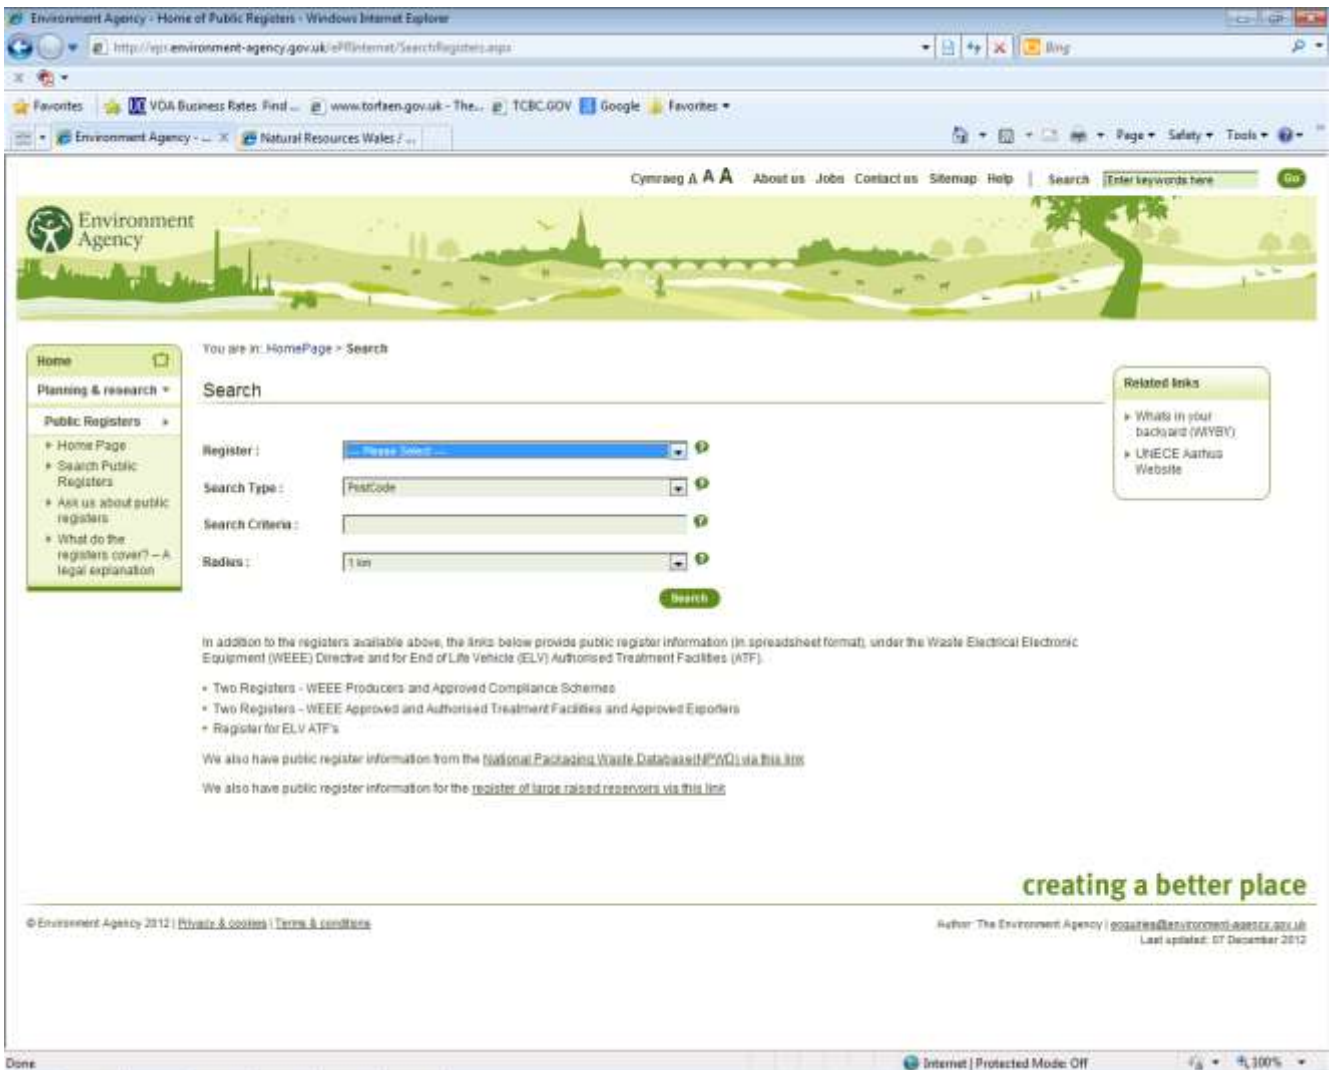 Environment Agency - Home of Public Registers - Windows Internet Explorer
http://epr.environment-agency.gov.uk/ePRInternet/SearchRegisters.aspx
Bing
Favorites VOA Business Rates Find ... www.torfaen.gov.uk - The... TCBC.GOV Google Favorites
Environment Agency - ... Natural Resources Wales / ... Page Safety Tools
Cymraeg A A A About us Jobs Contact us Sitemap Help | Search Enter keywords here Go
Environment
Agency
You are in: HomePage > Search
Home
Planning & research
Public Registers
Home Page
Search Public
Registers
Ask us about public
registers
What do the
registers cover? – A
legal explanation
Search
Register : --- Please Select ---
Search Type : PostCode
Search Criteria :
Radius : 1 km
Search
Related links
Whats in your
backyard (WIYBY)
UNECE Aarhus
Website
In addition to the registers available above, the links below provide public register information (in spreadsheet format), under the Waste Electrical Electronic
Equipment (WEEE) Directive and for End of Life Vehicle (ELV) Authorised Treatment Facilities (ATF).
Two Registers - WEEE Producers and Approved Compliance Schemes
Two Registers - WEEE Approved and Authorised Treatment Facilities and Approved Exporters
Register for ELV ATF's
We also have public register information from the National Packaging Waste Database(NPWD) via this link
We also have public register information for the register of large raised reservoirs via this link
creating a better place
© Environment Agency 2012 | Privacy & cookies | Terms & conditions
Author: The Environment Agency | enquiries@environment-agency.gov.uk
Last updated: 07 December 2012
Done Internet | Protected Mode: Off 100%